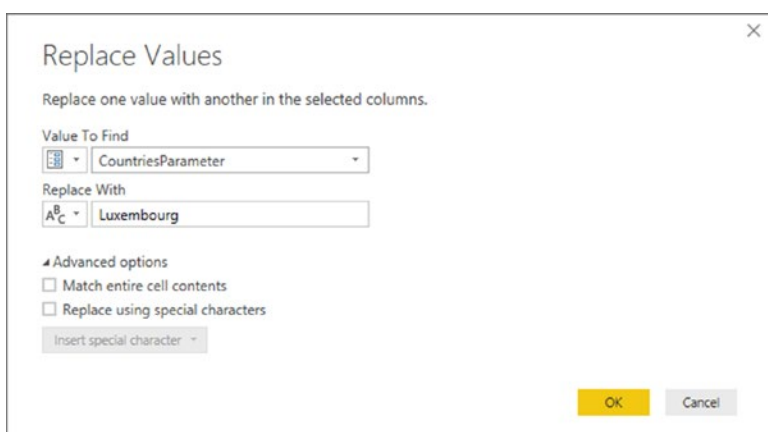 Replace Values
Replace one value with another in the selected columns.
Value To Find
CountriesParameter
Replace With
ABC Luxembourg
Advanced options
Match entire cell contents
Replace using special characters
Insert special character
OK Cancel